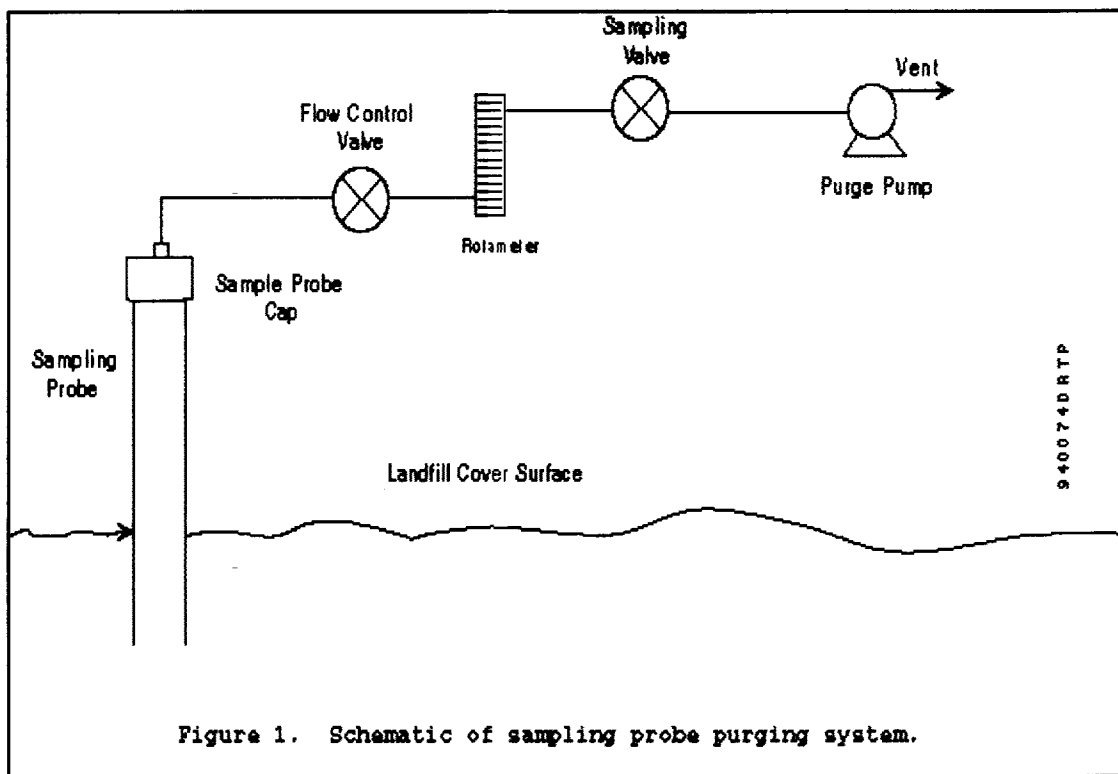 Sampling
Valve
Vent
Flow Control
Valve
Purge Pump
Rotameter
Sample Probe
Cap
Sampling
Probe
940074DRTP
Landfill Cover Surface
Figure 1. Schematic of sampling probe purging system.